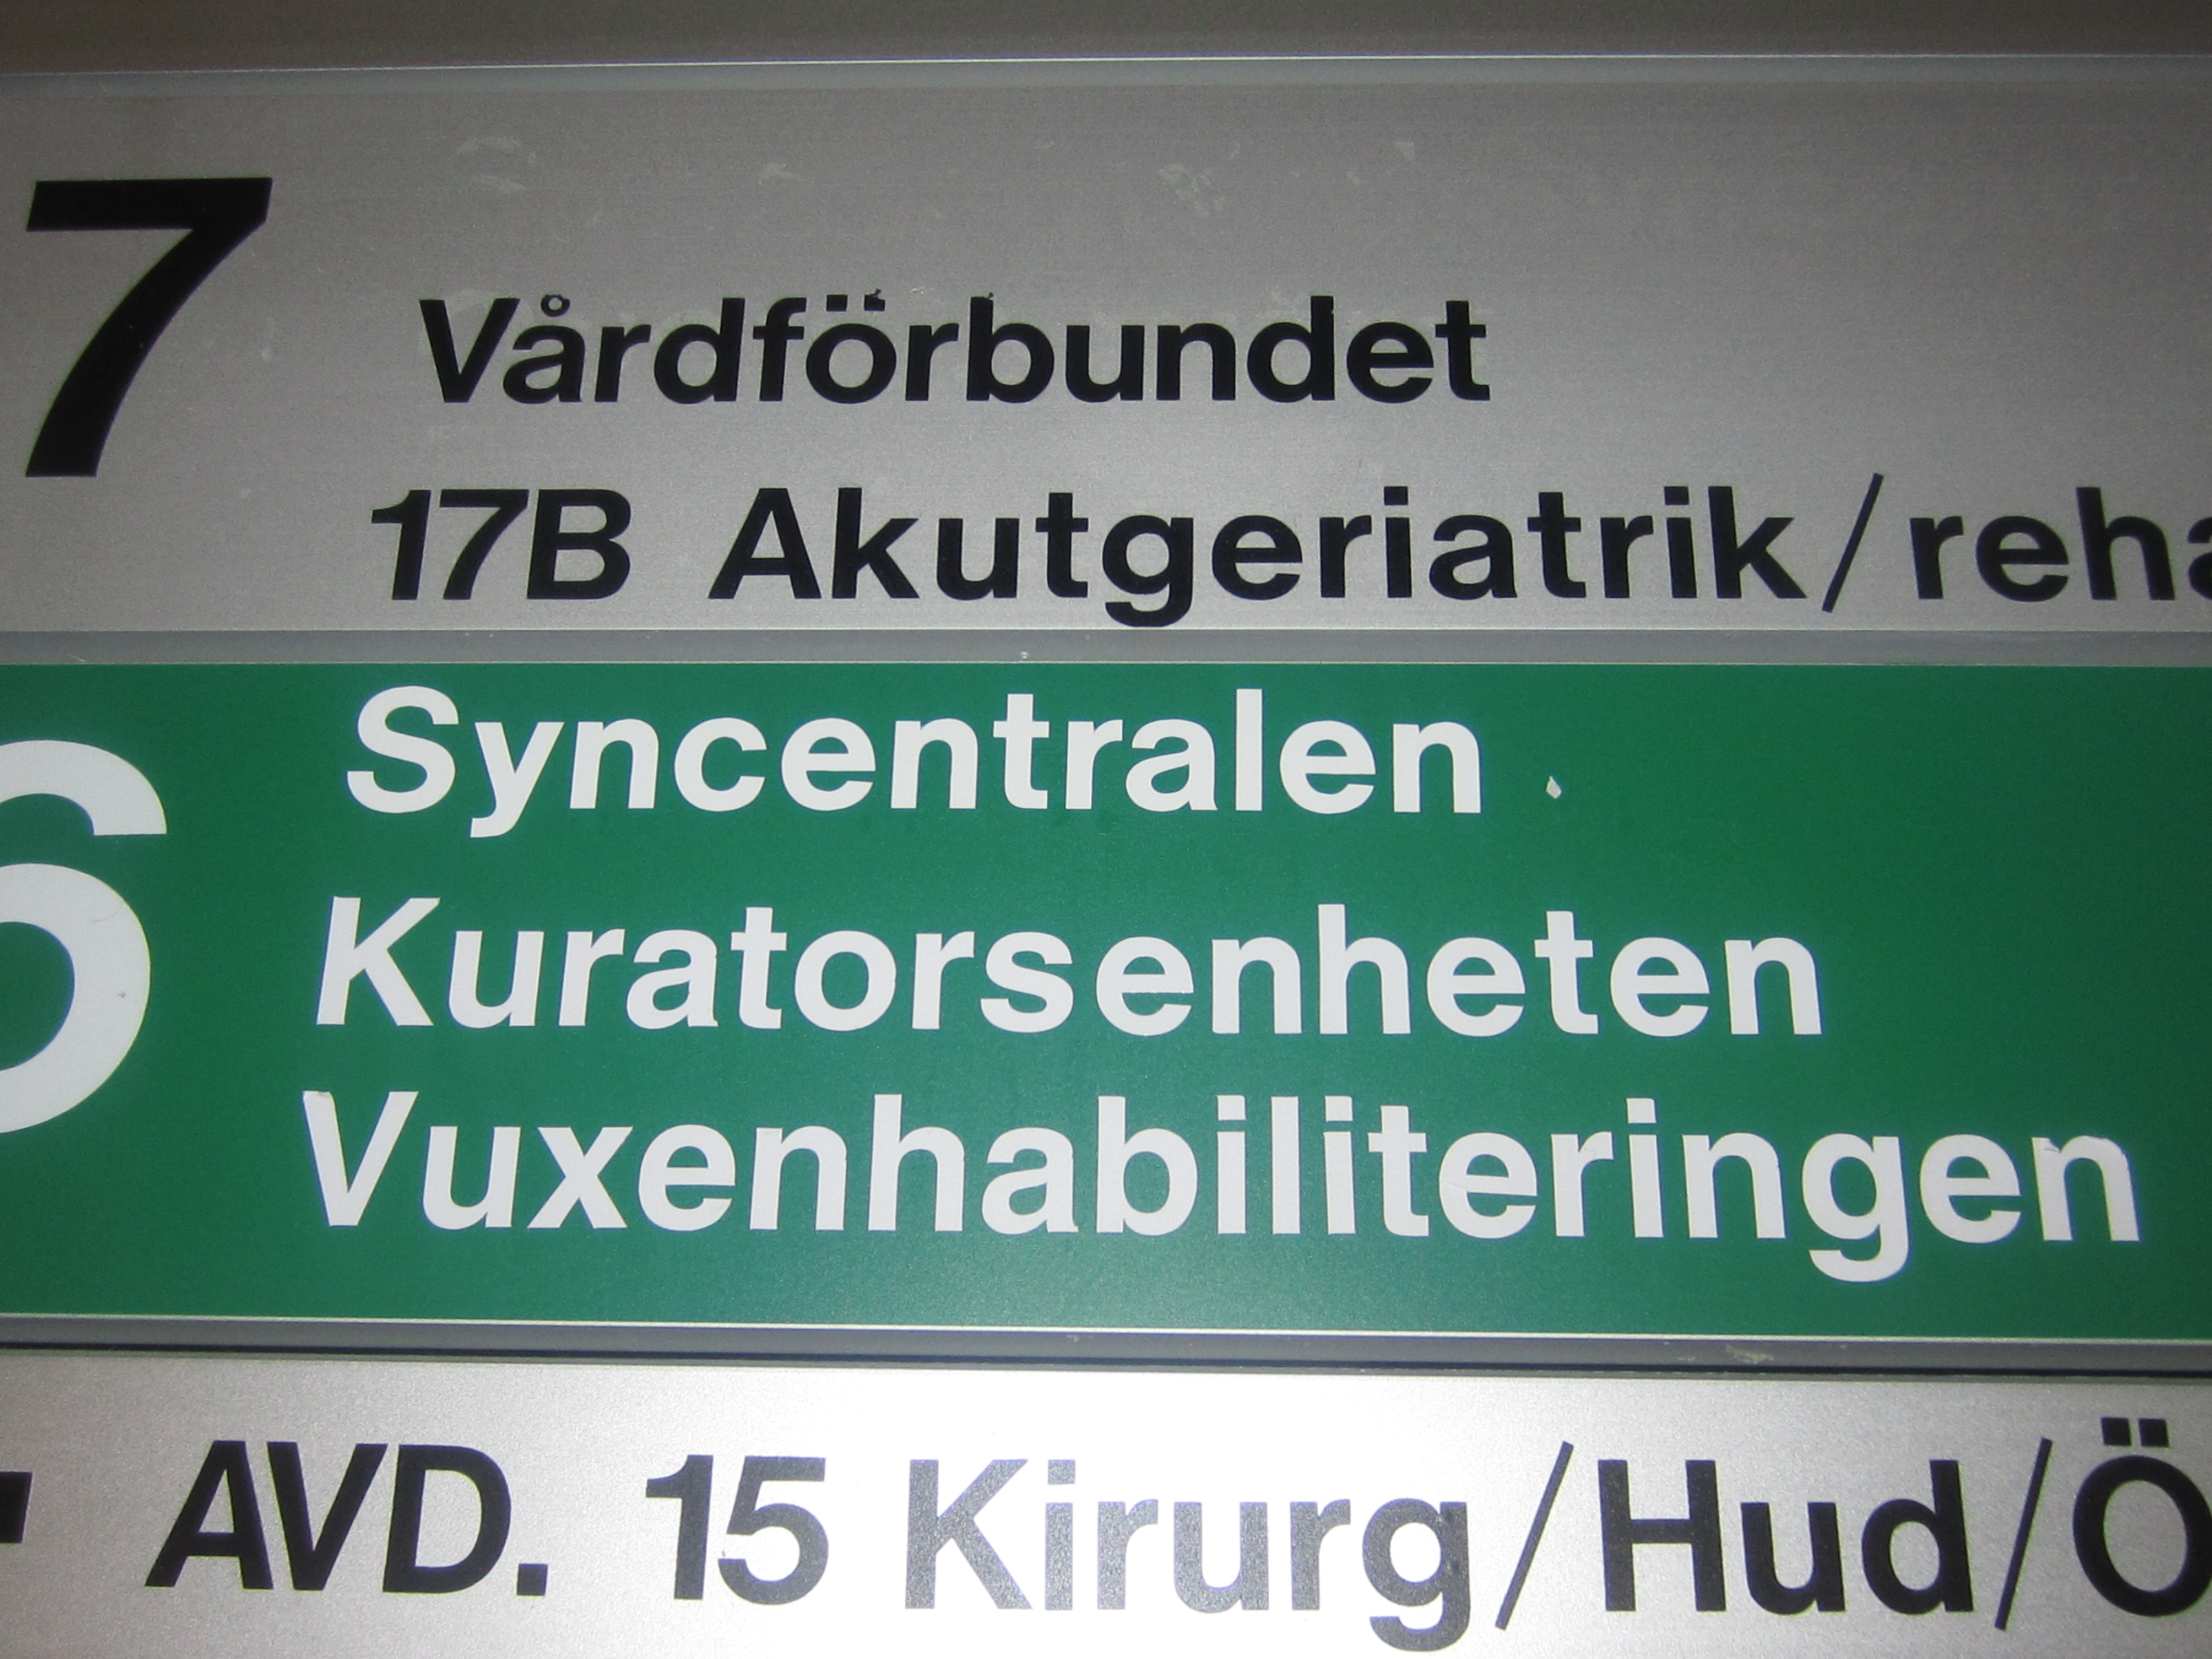 7 Vårdförbundet
17B Akutgeriatrik/reha
6 Syncentralen
Kuratorsenheten
Vuxenhabiliteringen
AVD. 15 Kirurg/Hud/Ö